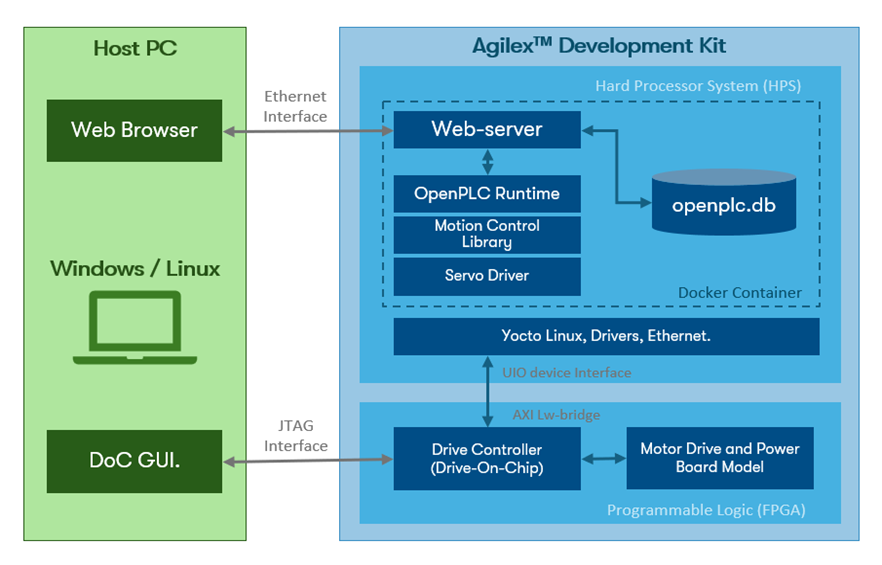 Host PC
Web Browser
Windows / Linux
DoC GUI.
Ethernet
Interface
JTAG
Interface
Agilex™ Development Kit
Hard Processor System (HPS)
Web-server
OpenPLC Runtime
Motion Control
Library
Servo Driver
openplc.db
Docker Container
Yocto Linux, Drivers, Ethernet.
UIO device Interface
AXI Lw-bridge
Drive Controller
(Drive-On-Chip)
Motor Drive and Power
Board Model
Programmable Logic (FPGA)